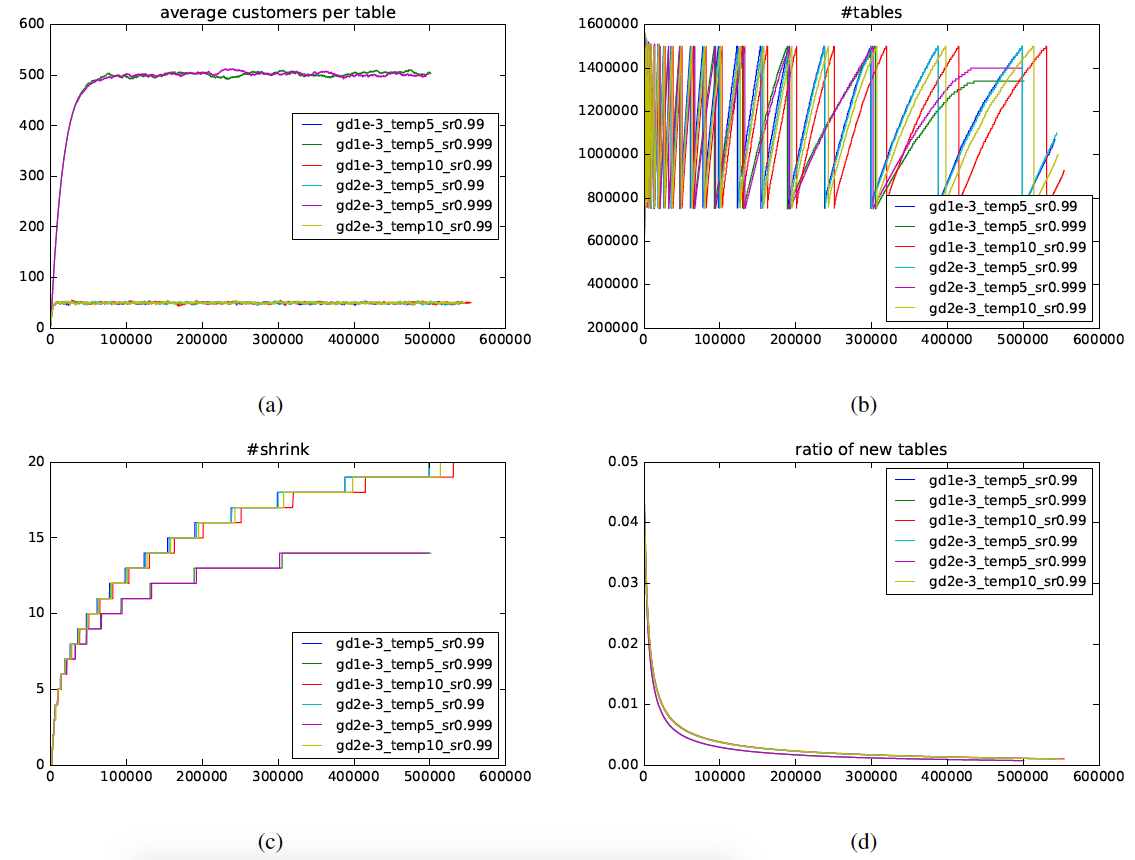 average customers per table
600
500
400
300
200
100
0
0 100000 200000 300000 400000 500000 600000
gd1e-3_temp5_sr0.99
gd1e-3_temp5_sr0.999
gd1e-3_temp10_sr0.99
gd2e-3_temp5_sr0.99
gd2e-3_temp5_sr0.999
gd2e-3_temp10_sr0.99
(a)
#tables
1600000
1400000
1200000
1000000
800000
600000
400000
200000
0 100000 200000 300000 400000 500000 600000
gd1e-3_temp5_sr0.99
gd1e-3_temp5_sr0.999
gd1e-3_temp10_sr0.99
gd2e-3_temp5_sr0.99
gd2e-3_temp5_sr0.999
gd2e-3_temp10_sr0.99
(b)
#shrink
20
15
10
5
0
0 100000 200000 300000 400000 500000 600000
gd1e-3_temp5_sr0.99
gd1e-3_temp5_sr0.999
gd1e-3_temp10_sr0.99
gd2e-3_temp5_sr0.99
gd2e-3_temp5_sr0.999
gd2e-3_temp10_sr0.99
(c)
ratio of new tables
0.05
0.04
0.03
0.02
0.01
0.00
0 100000 200000 300000 400000 500000 600000
gd1e-3_temp5_sr0.99
gd1e-3_temp5_sr0.999
gd1e-3_temp10_sr0.99
gd2e-3_temp5_sr0.99
gd2e-3_temp5_sr0.999
gd2e-3_temp10_sr0.99
(d)